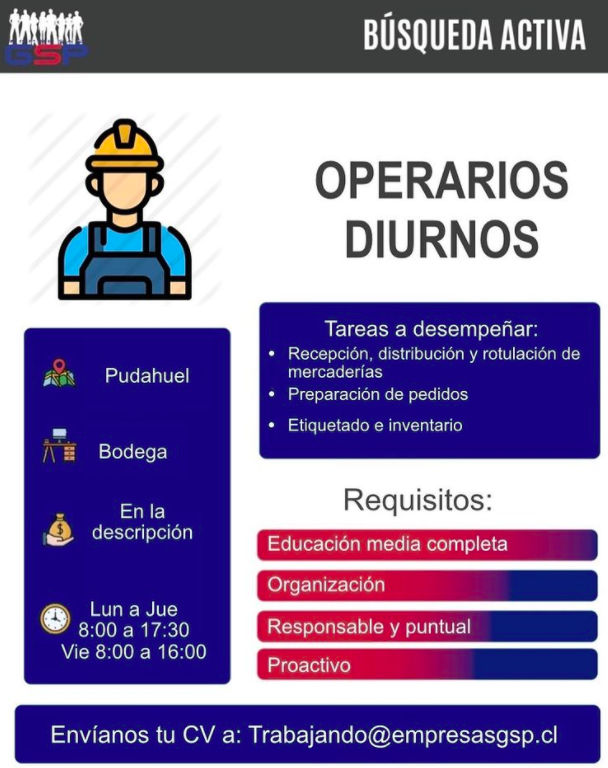 GSP
BÚSQUEDA ACTIVA
OPERARIOS
DIURNOS
Pudahuel
Bodega
En la
descripción
Lun a Jue
8:00 a 17:30
Vie 8:00 a 16:00
Tareas a desempeñar:
• Recepción, distribución y rotulación de
mercaderías
• Preparación de pedidos
• Etiquetado e inventario
Requisitos:
Educación media completa
Organización
Responsable y puntual
Proactivo
Envíanos tu CV a: Trabajando@empresasgsp.cl